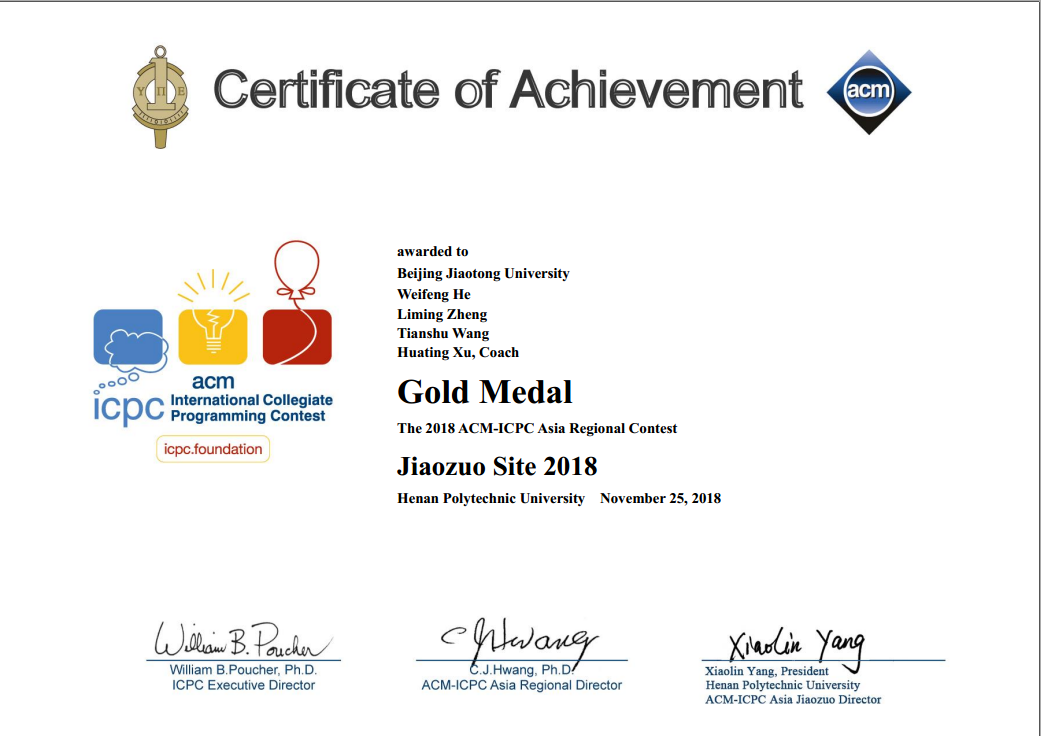 Certificate of Achievement
Υ Π Ε
acm
awarded to
Beijing Jiaotong University
Weifeng He
Liming Zheng
Tianshu Wang
Huating Xu, Coach
Gold Medal
The 2018 ACM-ICPC Asia Regional Contest
Jiaozuo Site 2018
Henan Polytechnic University November 25, 2018
acm
icpc International Collegiate
Programming Contest
icpc.foundation
William B. Poucher
William B.Poucher, Ph.D.
ICPC Executive Director
C J Hwang
C.J.Hwang, Ph.D.
ACM-ICPC Asia Regional Director
Xiaolin Yang
Xiaolin Yang, President
Henan Polytechnic University
ACM-ICPC Asia Jiaozuo Director